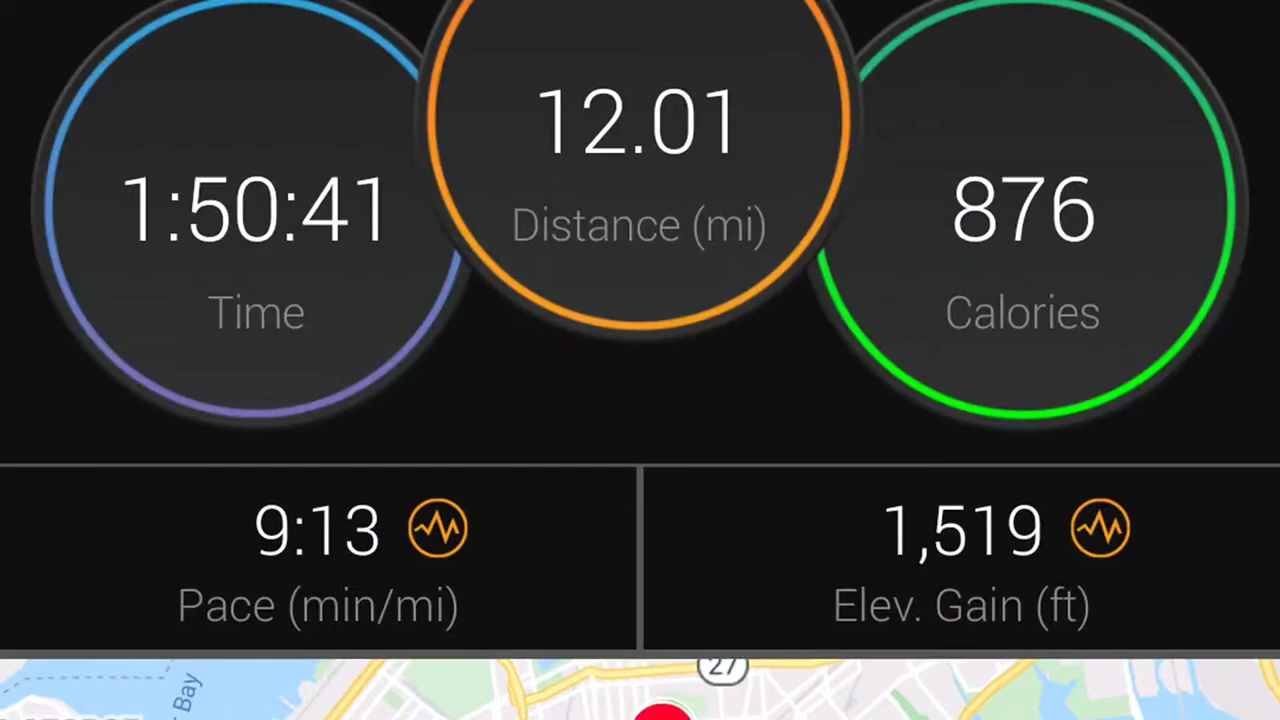 1:50:41
Time
12.01
Distance (mi)
876
Calories
9:13
Pace (min/mi)
1,519
Elev. Gain (ft)
27
Bay